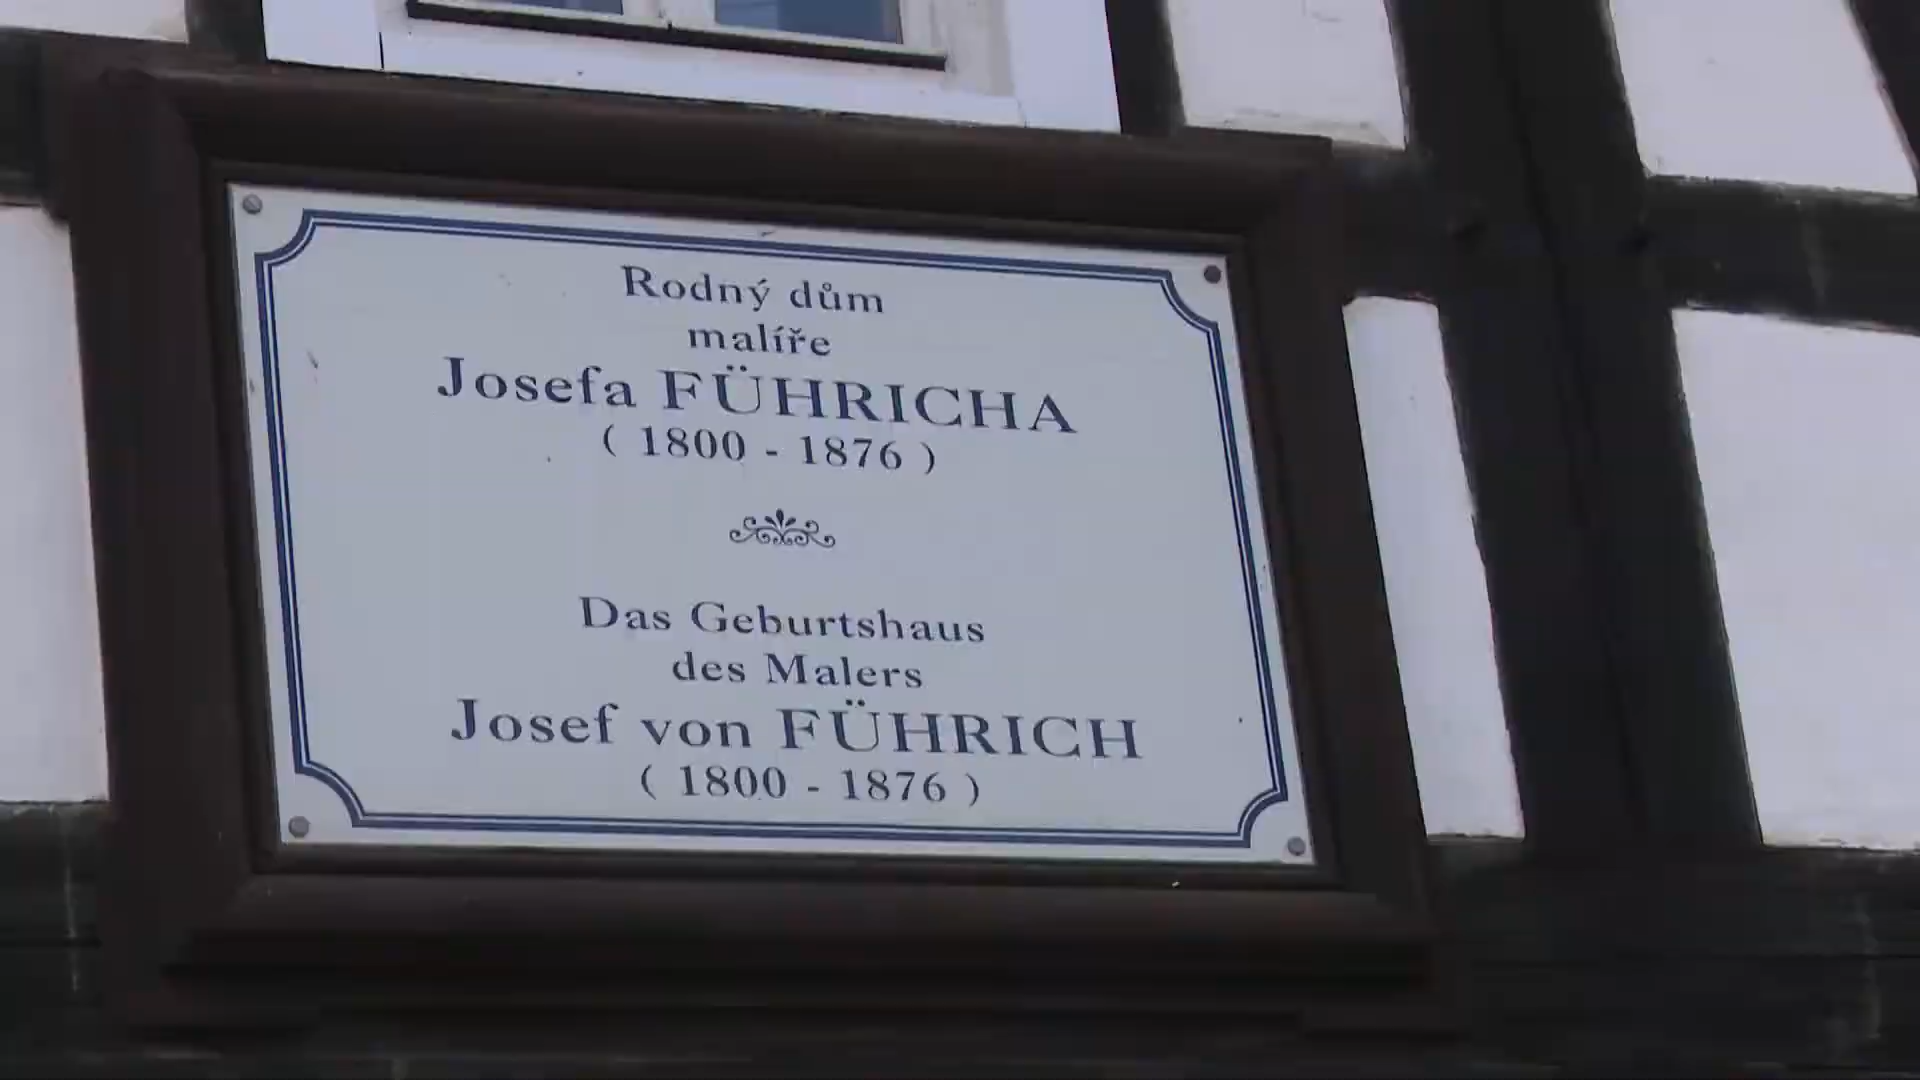 Rodný dům
malíře
Josefa FÜHRICHA
( 1800 - 1876 )
Das Geburtshaus
des Malers
Josef von FÜHRICH
( 1800 - 1876 )